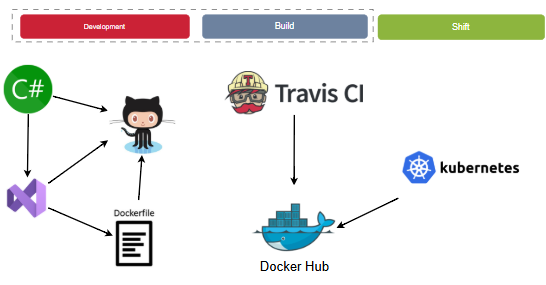 Development
Build
Shift
C#
T
Travis CI
kubernetes
Dockerfile
Docker Hub